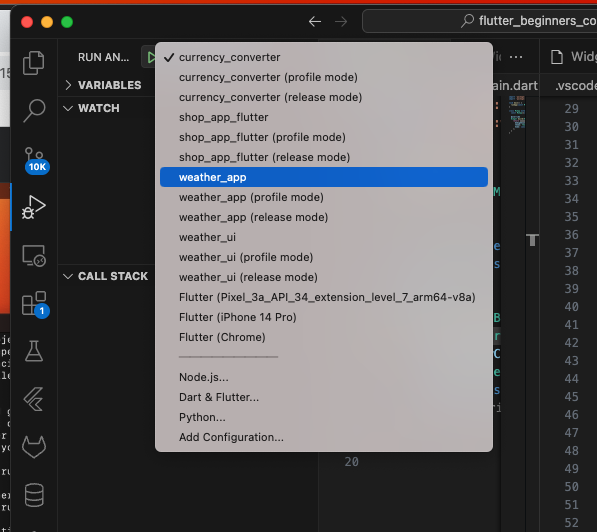 flutter_beginners_co
RUN AN...
VARIABLES
WATCH
CALL STACK
10K
1
currency_converter
currency_converter (profile mode)
currency_converter (release mode)
shop_app_flutter
shop_app_flutter (profile mode)
shop_app_flutter (release mode)
weather_app
weather_app (profile mode)
weather_app (release mode)
weather_ui
weather_ui (profile mode)
weather_ui (release mode)
Flutter (Pixel_3a_API_34_extension_level_7_arm64-v8a)
Flutter (iPhone 14 Pro)
Flutter (Chrome)
Node.js...
Dart & Flutter...
Python...
Add Configuration...
20
ain.dart
Widg
.vscode
29
30
31
32
33
34
35
36
37
38
39
40
41
42
43
44
45
46
47
48
49
50
51
52